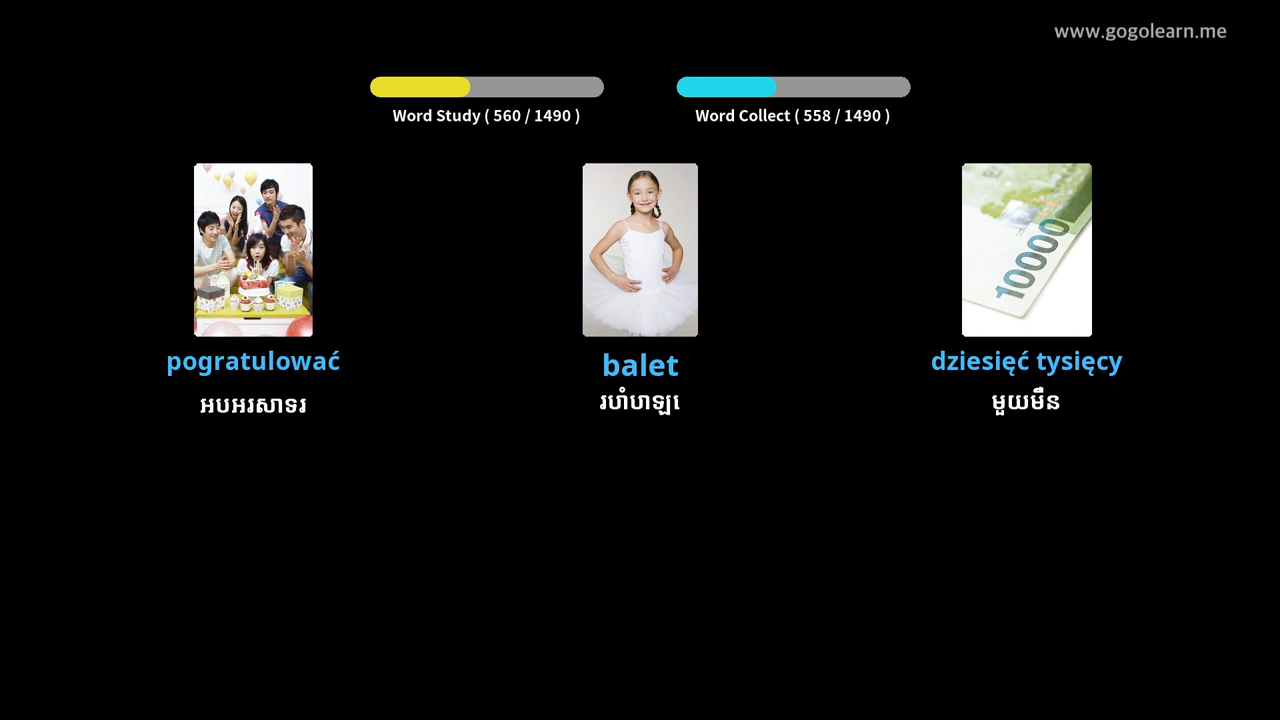 www.gogolearn.me
Word Study ( 560 / 1490 )
Word Collect ( 558 / 1490 )
10000
pogratulować
balet
dziesięć tysięcy
អបអរសាទរ
របាំបាឡេ
មួយមឺន